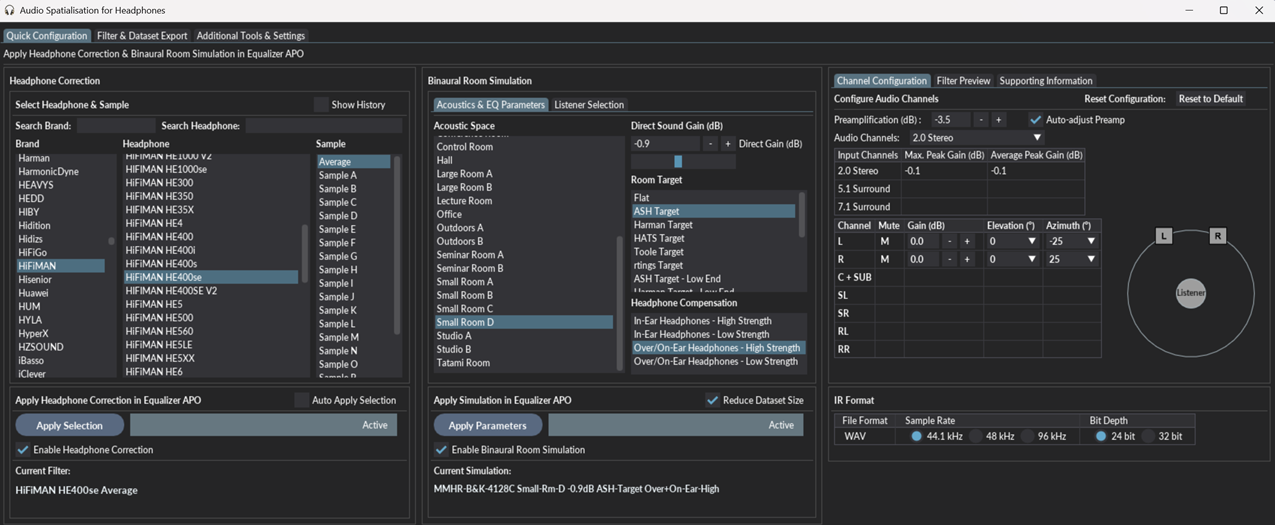 Audio Spatialisation for Headphones
Quick Configuration Filter & Dataset Export Additional Tools & Settings
Apply Headphone Correction & Binaural Room Simulation in Equalizer APO
Headphone Correction
Select Headphone & Sample Show History
Search Brand: Search Headphone:
Brand Headphone Sample
Harman
HarmonicDyne
HEAVYS
HEDD
HIBY
Hidition
Hidizs
HiFiGo
HiFiMAN
Hisenior
Huawei
HUM
HYLA
HyperX
HZSOUND
iBasso
iClever
HIFIMAN HE1000 V2
HIFIMAN HE1000se
HiFiMAN HE300
HiFiMAN HE350
HiFiMAN HE35X
HiFiMAN HE4
HiFiMAN HE400
HiFiMAN HE400i
HiFiMAN HE400s
HiFiMAN HE400se
HIFIMAN HE400SE V2
HiFiMAN HE5
HiFiMAN HE500
HiFiMAN HE560
HiFiMAN HE5LE
HiFiMAN HE5XX
HiFiMAN HE6
Average
Sample A
Sample B
Sample C
Sample D
Sample E
Sample F
Sample G
Sample H
Sample I
Sample J
Sample K
Sample L
Sample M
Sample N
Sample O
Apply Headphone Correction in Equalizer APO Auto Apply Selection
Apply Selection Active
Enable Headphone Correction
Current Filter:
HiFiMAN HE400se Average
Binaural Room Simulation
Acoustics & EQ Parameters Listener Selection
Acoustic Space
Control Room
Hall
Large Room A
Large Room B
Lecture Room
Office
Outdoors A
Outdoors B
Seminar Room A
Seminar Room B
Small Room A
Small Room B
Small Room C
Small Room D
Studio A
Studio B
Tatami Room
Direct Sound Gain (dB)
-0.9 - + Direct Gain (dB)
Room Target
Flat
ASH Target
Harman Target
HATS Target
Toole Target
rtings Target
ASH Target - Low End
Harman Target - Low End
Headphone Compensation
In-Ear Headphones - High Strength
In-Ear Headphones - Low Strength
Over/On-Ear Headphones - High Strength
Over/On-Ear Headphones - Low Strength
Apply Simulation in Equalizer APO Reduce Dataset Size
Apply Parameters Active
Enable Binaural Room Simulation
Current Simulation:
MMHR-B&K-4128C Small-Rm-D -0.9dB ASH-Target Over+On-Ear-High
Channel Configuration Filter Preview Supporting Information
Configure Audio Channels Reset Configuration: Reset to Default
Preamplification (dB) : -3.5 - + Auto-adjust Preamp
Audio Channels: 2.0 Stereo
Input Channels Max. Peak Gain (dB) Average Peak Gain (dB)
2.0 Stereo -0.1 -0.1
5.1 Surround
7.1 Surround
Channel Mute Gain (dB) Elevation (°) Azimuth (°)
L M 0.0 - + 0 -25
R M 0.0 - + 0 25
C + SUB
SL
SR
RL
RR
L R
Listener
IR Format
File Format Sample Rate Bit Depth
WAV 44.1 kHz 48 kHz 96 kHz 24 bit 32 bit